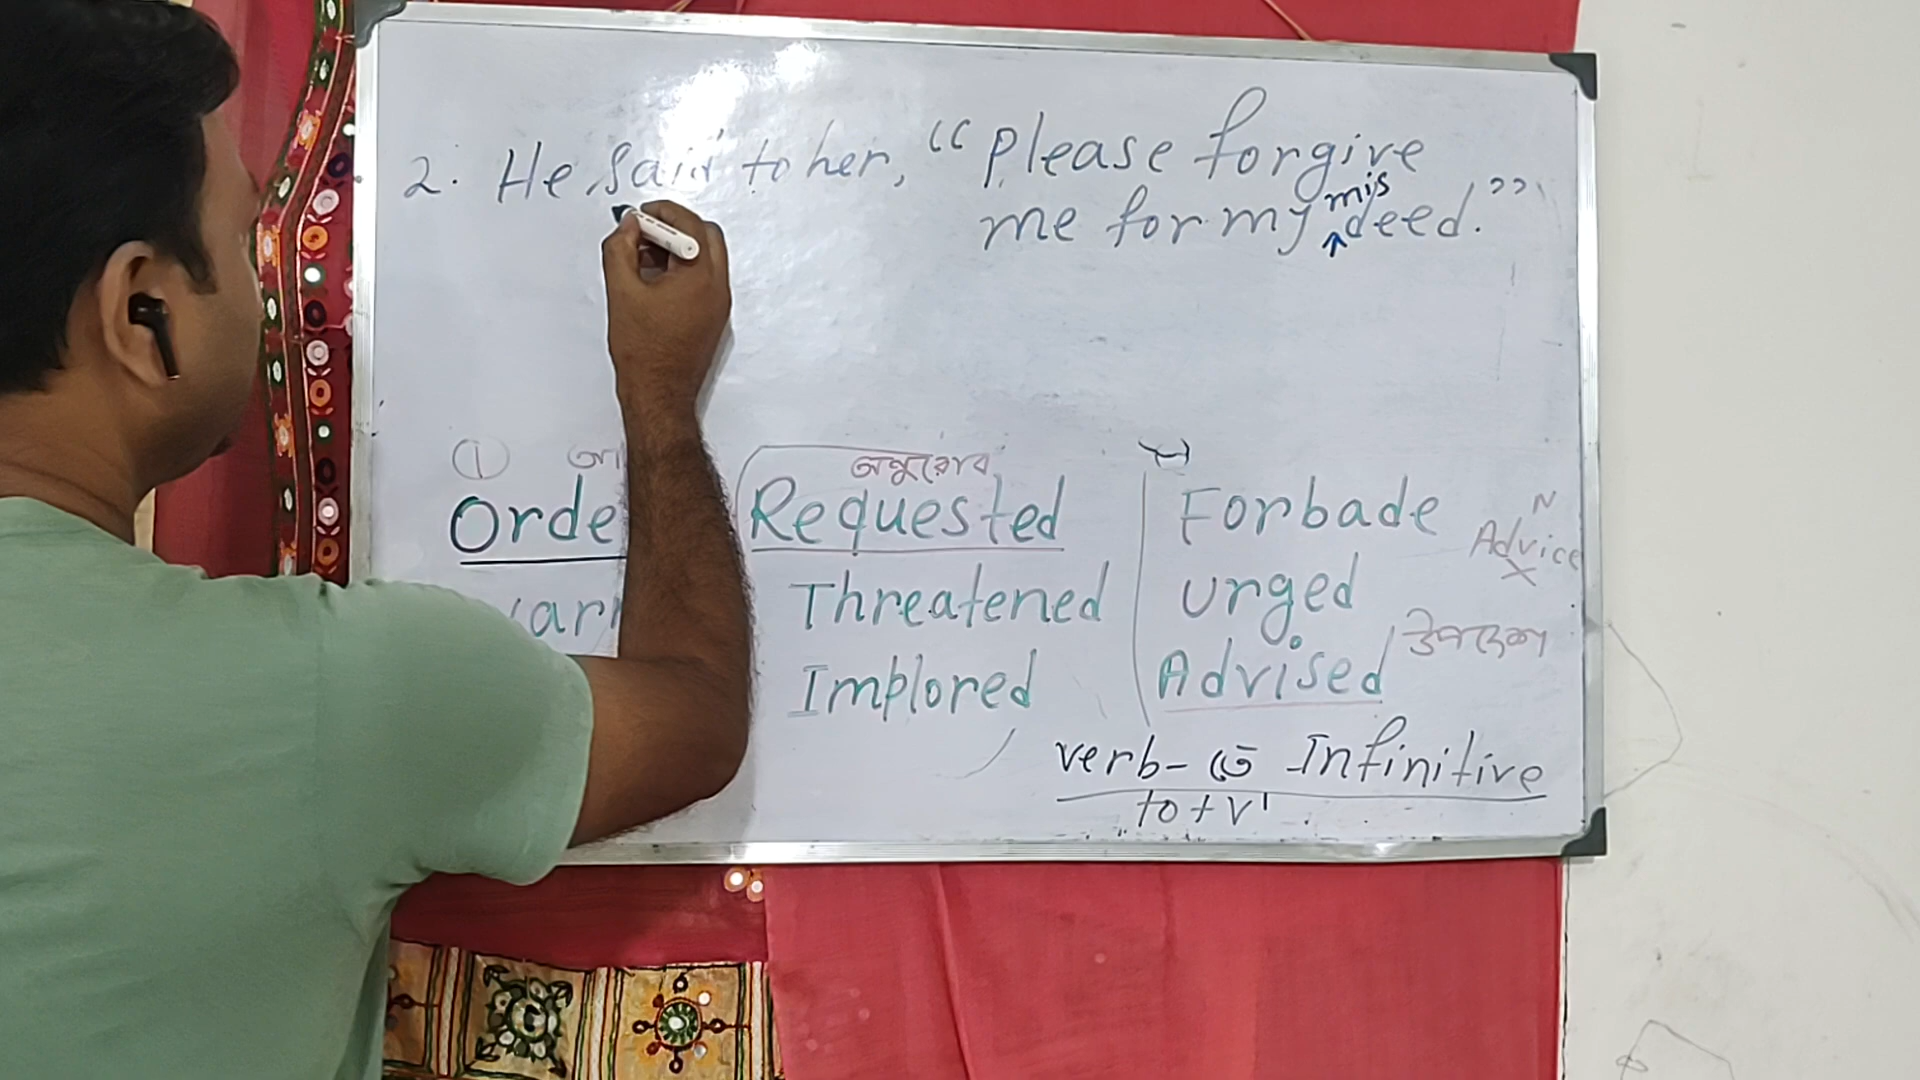 2. He said to her, “please forgive
me for my misdeed.”
①
Orde
অনুরোধ
Requested
Forbade
N
Advice
×
Threatened
urged
Implored
Advised
উপদেশ
verb- কে Infinitive
to + V¹